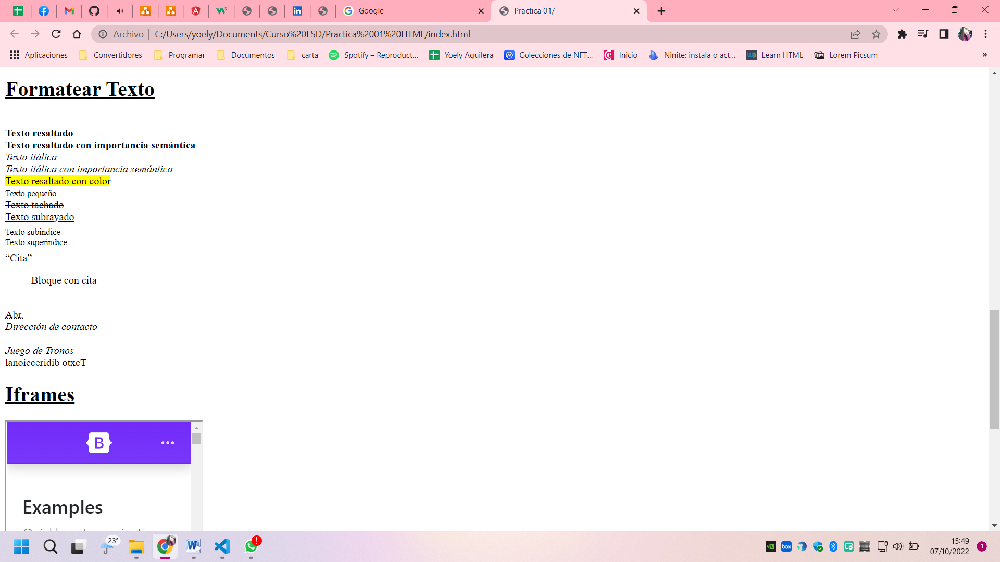 Google
Practica 01/
Archivo
C:/Users/yoely/Documents/Curso%20FSD/Practica%2001%20HTML/index.html
Aplicaciones
Convertidores
Programar
Documentos
carta
Spotify – Reproduct...
Yoely Aguilera
Colecciones de NFT...
Inicio
Ninite: instala o act...
Learn HTML
Lorem Picsum
»
Formatear Texto
Texto resaltado
Texto resaltado con importancia semántica
Texto itálica
Texto itálica con importancia semántica
Texto resaltado con color
Texto pequeño
Texto tachado
Texto subrayado
Texto subíndice
Texto superíndice
“Cita”
Bloque con cita
Abr.
Dirección de contacto
Juego de Tronos
lanoicceridib otxeT
Iframes
B
Examples
23°
box
15:49
07/10/2022
1